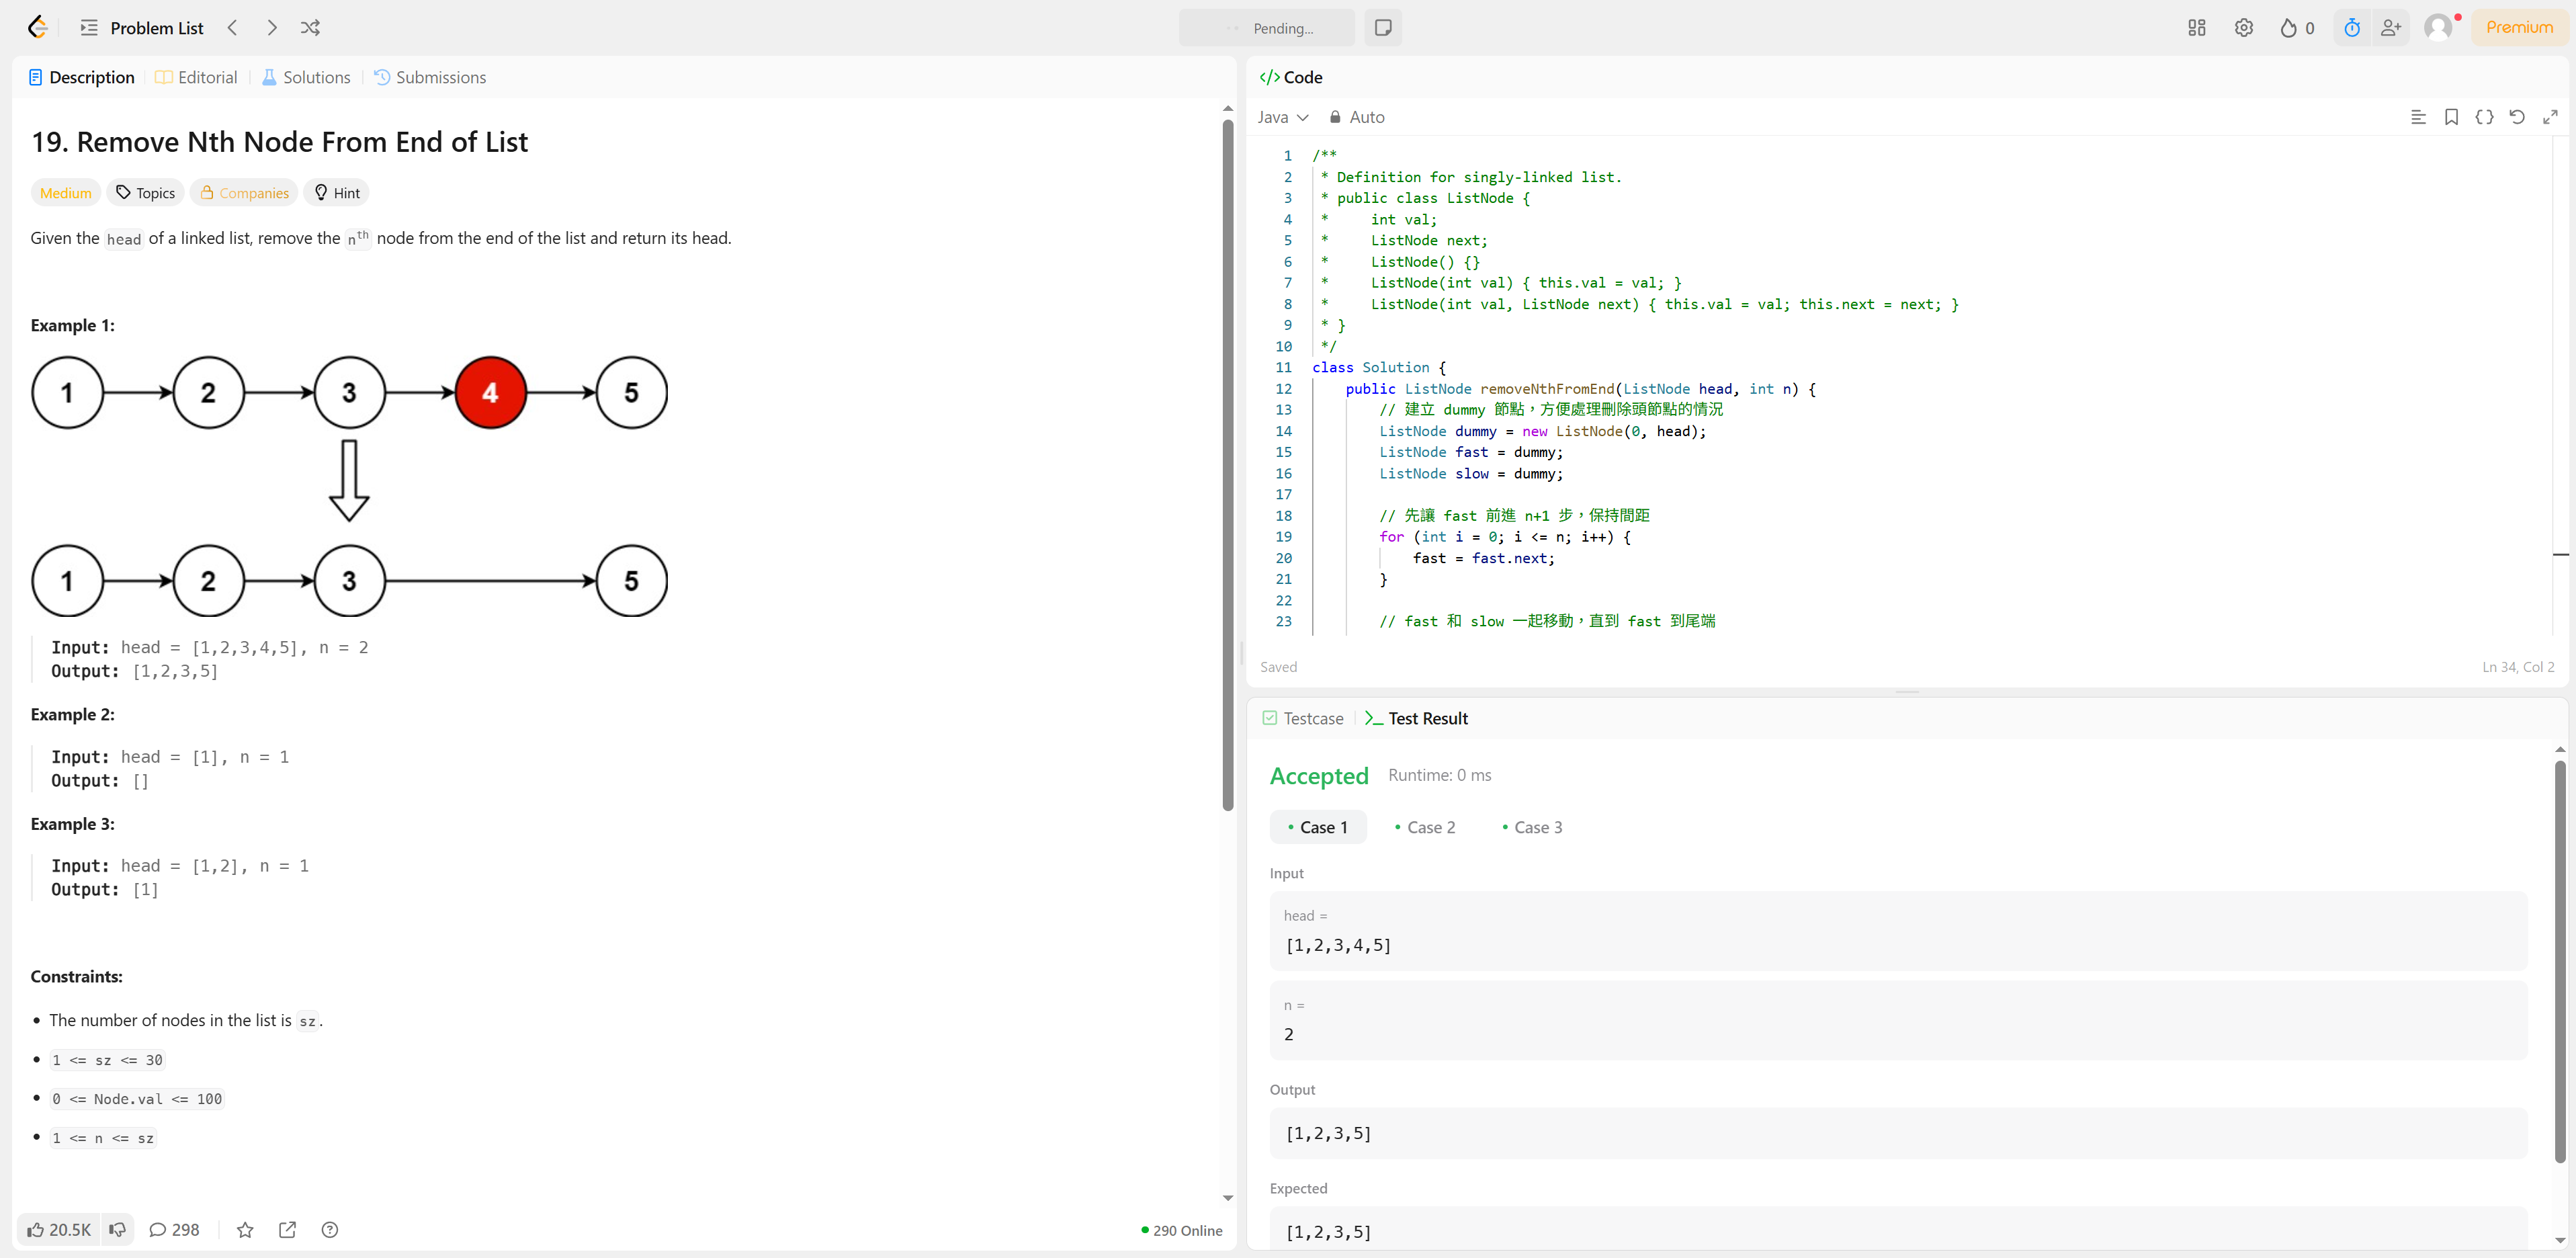 Problem List
Pending...
0
Premium
Description
Editorial
Solutions
Submissions
19. Remove Nth Node From End of List
Medium
Topics
Companies
Hint
Given the head of a linked list, remove the nth node from the end of the list and return its head.
Example 1:
1 2 3 4 5
1 2 3 5
Input: head = [1,2,3,4,5], n = 2
Output: [1,2,3,5]
Example 2:
Input: head = [1], n = 1
Output: []
Example 3:
Input: head = [1,2], n = 1
Output: [1]
Constraints:
• The number of nodes in the list is sz.
• 1 <= sz <= 30
• 0 <= Node.val <= 100
• 1 <= n <= sz
20.5K
298
290 Online
</> Code
Java
Auto
1 /**
2  * Definition for singly-linked list.
3  * public class ListNode {
4  *     int val;
5  *     ListNode next;
6  *     ListNode() {}
7  *     ListNode(int val) { this.val = val; }
8  *     ListNode(int val, ListNode next) { this.val = val; this.next = next; }
9  * }
10  */
11 class Solution {
12     public ListNode removeNthFromEnd(ListNode head, int n) {
13         // 建立 dummy 節點，方便處理刪除頭節點的情況
14         ListNode dummy = new ListNode(0, head);
15         ListNode fast = dummy;
16         ListNode slow = dummy;
17
18         // 先讓 fast 前進 n+1 步，保持間距
19         for (int i = 0; i <= n; i++) {
20             fast = fast.next;
21         }
22
23         // fast 和 slow 一起移動，直到 fast 到尾端
Saved
Ln 34, Col 2
Testcase
Test Result
Accepted
Runtime: 0 ms
Case 1
Case 2
Case 3
Input
head =
[1,2,3,4,5]
n =
2
Output
[1,2,3,5]
Expected
[1,2,3,5]